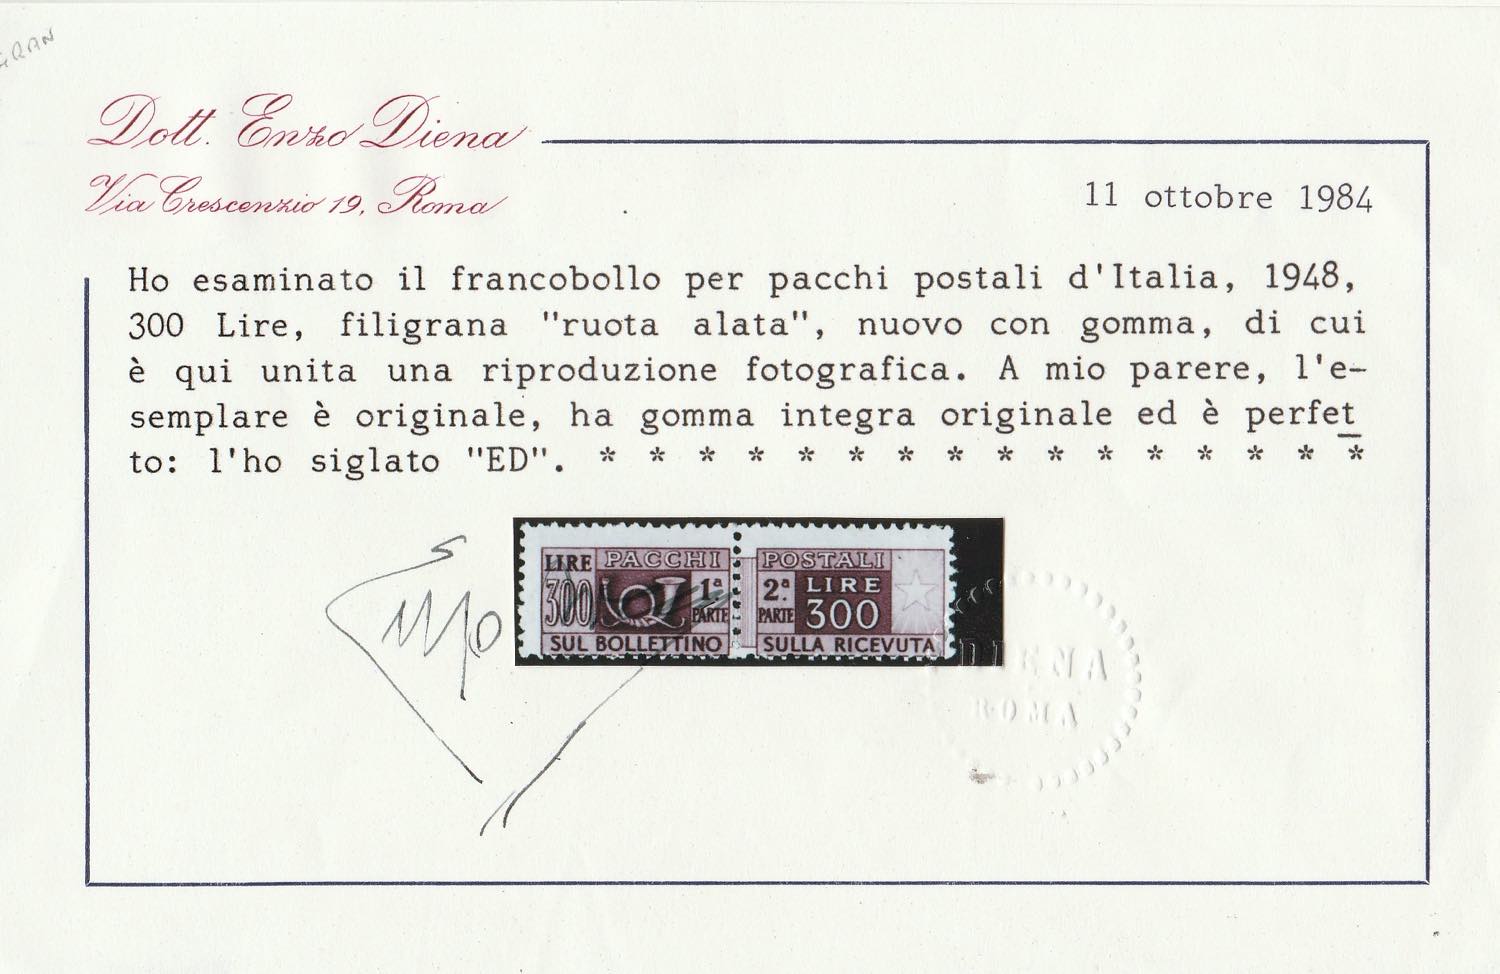 GRAN
Dott. Enzo Diena
Via Crescenzio 19, Roma
11 ottobre 1984
Ho esaminato il francobollo per pacchi postali d'Italia, 1948,
300 Lire, filigrana "ruota alata", nuovo con gomma, di cui
è qui unita una riproduzione fotografica. A mio parere, l'e-
semplare è originale, ha gomma integra originale ed è perfet
to: l'ho siglato "ED". * * * * * * * * * * * * * * * *
LIRE PACCHI POSTALI
300 1ª PARTE 2ª PARTE LIRE 300
SUL BOLLETTINO SULLA RICEVUTA
DIENA
ROMA